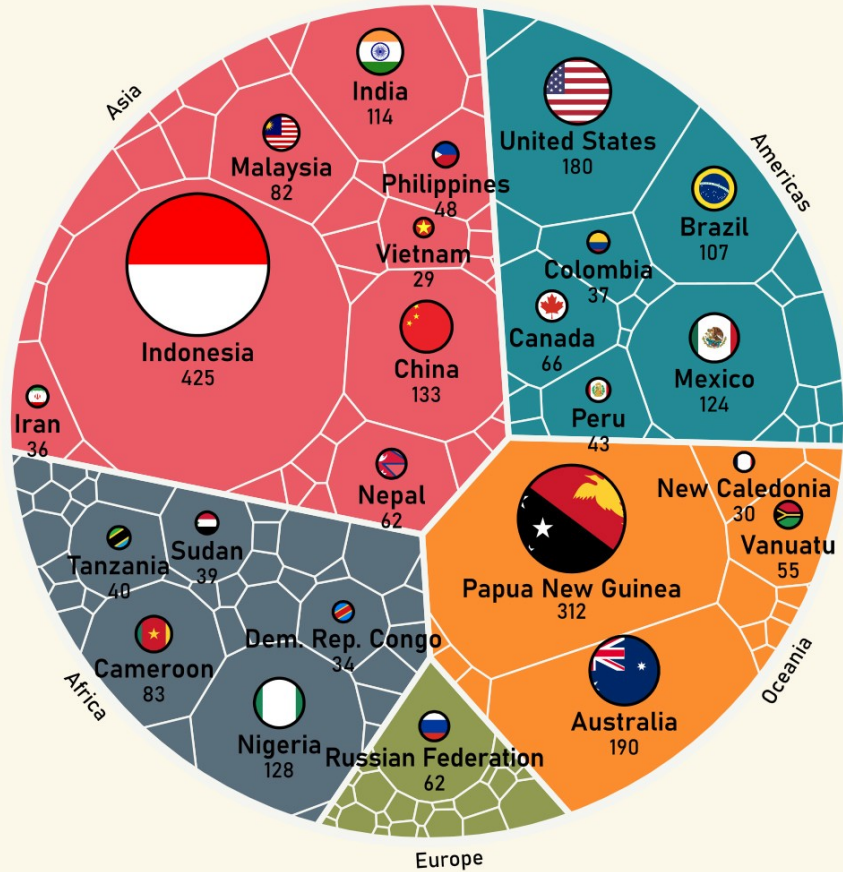 Asia
India
114
Malaysia
82
Philippines
48
Vietnam
29
Indonesia
425
China
133
Iran
36
Nepal
62
Americas
United States
180
Brazil
107
Colombia
37
Canada
66
Mexico
124
Peru
43
Africa
Tanzania
40
Sudan
39
Dem. Rep. Congo
34
Cameroon
83
Nigeria
128
Oceania
New Caledonia
30
Vanuatu
55
Papua New Guinea
312
Australia
190
Russian Federation
62
Europe